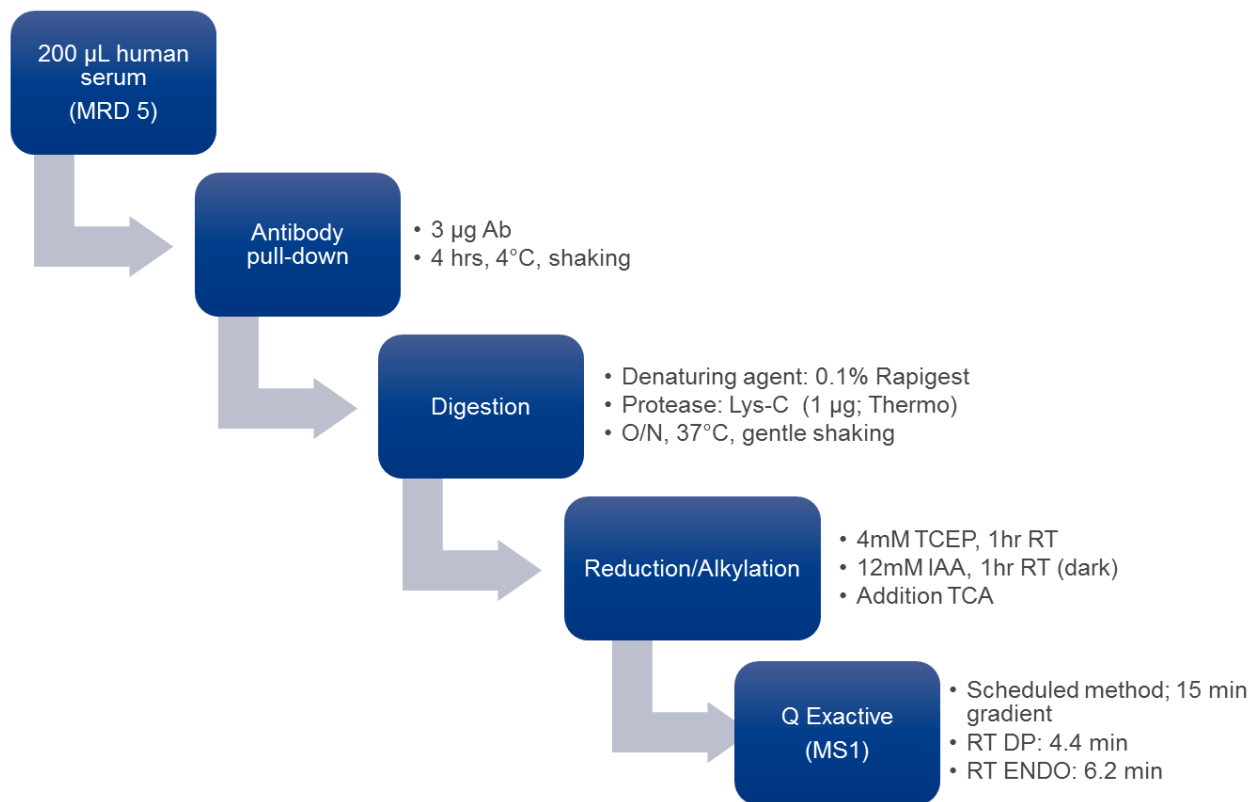 200 µL human
serum
(MRD 5)
Antibody
pull-down
• 3 µg Ab
• 4 hrs, 4°C, shaking
Digestion
• Denaturing agent: 0.1% Rapigest
• Protease: Lys-C (1 µg; Thermo)
• O/N, 37°C, gentle shaking
Reduction/Alkylation
• 4mM TCEP, 1hr RT
• 12mM IAA, 1hr RT (dark)
• Addition TCA
Q Exactive
(MS1)
• Scheduled method; 15 min
gradient
• RT DP: 4.4 min
• RT ENDO: 6.2 min